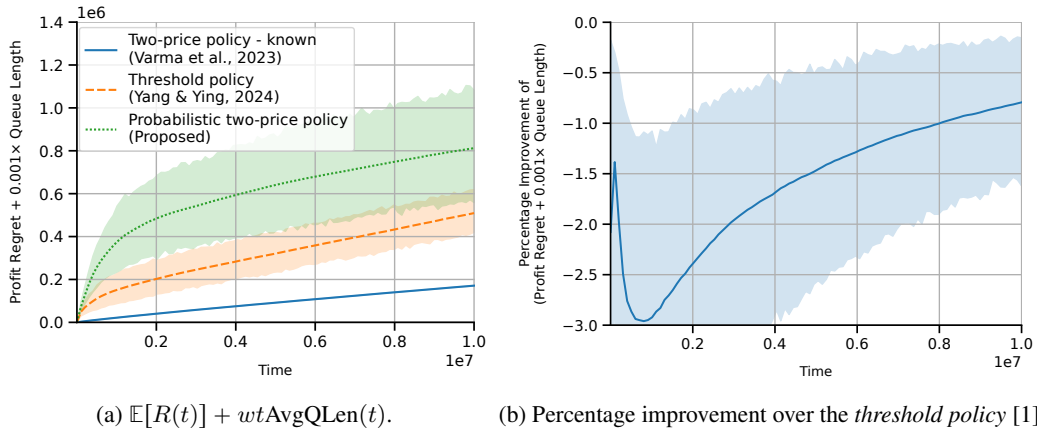 1e6
1.4
1.2
1.0
0.8
0.6
0.4
0.2
0.0
Profit Regret + 0.001× Queue Length
Two-price policy - known
(Varma et al., 2023)
Threshold policy
(Yang & Ying, 2024)
Probabilistic two-price policy
(Proposed)
0.2 0.4 0.6 0.8 1.0
1e7
Time
(a) 𝔼[R(t)] + wtAvgQLen(t).
0.0
−0.5
−1.0
−1.5
−2.0
−2.5
−3.0
Percentage Improvement of
(Profit Regret + 0.001× Queue Length)
0.2 0.4 0.6 0.8 1.0
1e7
Time
(b) Percentage improvement over the threshold policy [1]